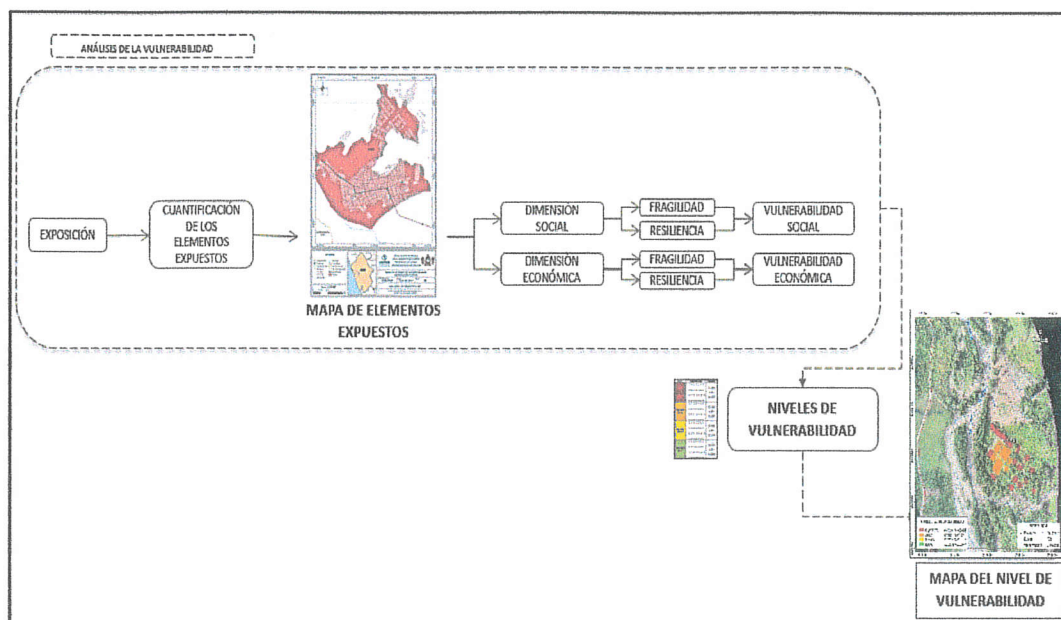 ANÁLISIS DE LA VULNERABILIDAD
EXPOSICIÓN
CUANTIFICACIÓN
DE LOS
ELEMENTOS
EXPUESTOS
MAPA DE ELEMENTOS
EXPUESTOS
DIMENSIÓN
SOCIAL
FRAGILIDAD
RESILIENCIA
VULNERABILIDAD
SOCIAL
DIMENSIÓN
ECONÓMICA
FRAGILIDAD
RESILIENCIA
VULNERABILIDAD
ECONÓMICA
NIVELES DE
VULNERABILIDAD
MAPA DEL NIVEL DE
VULNERABILIDAD